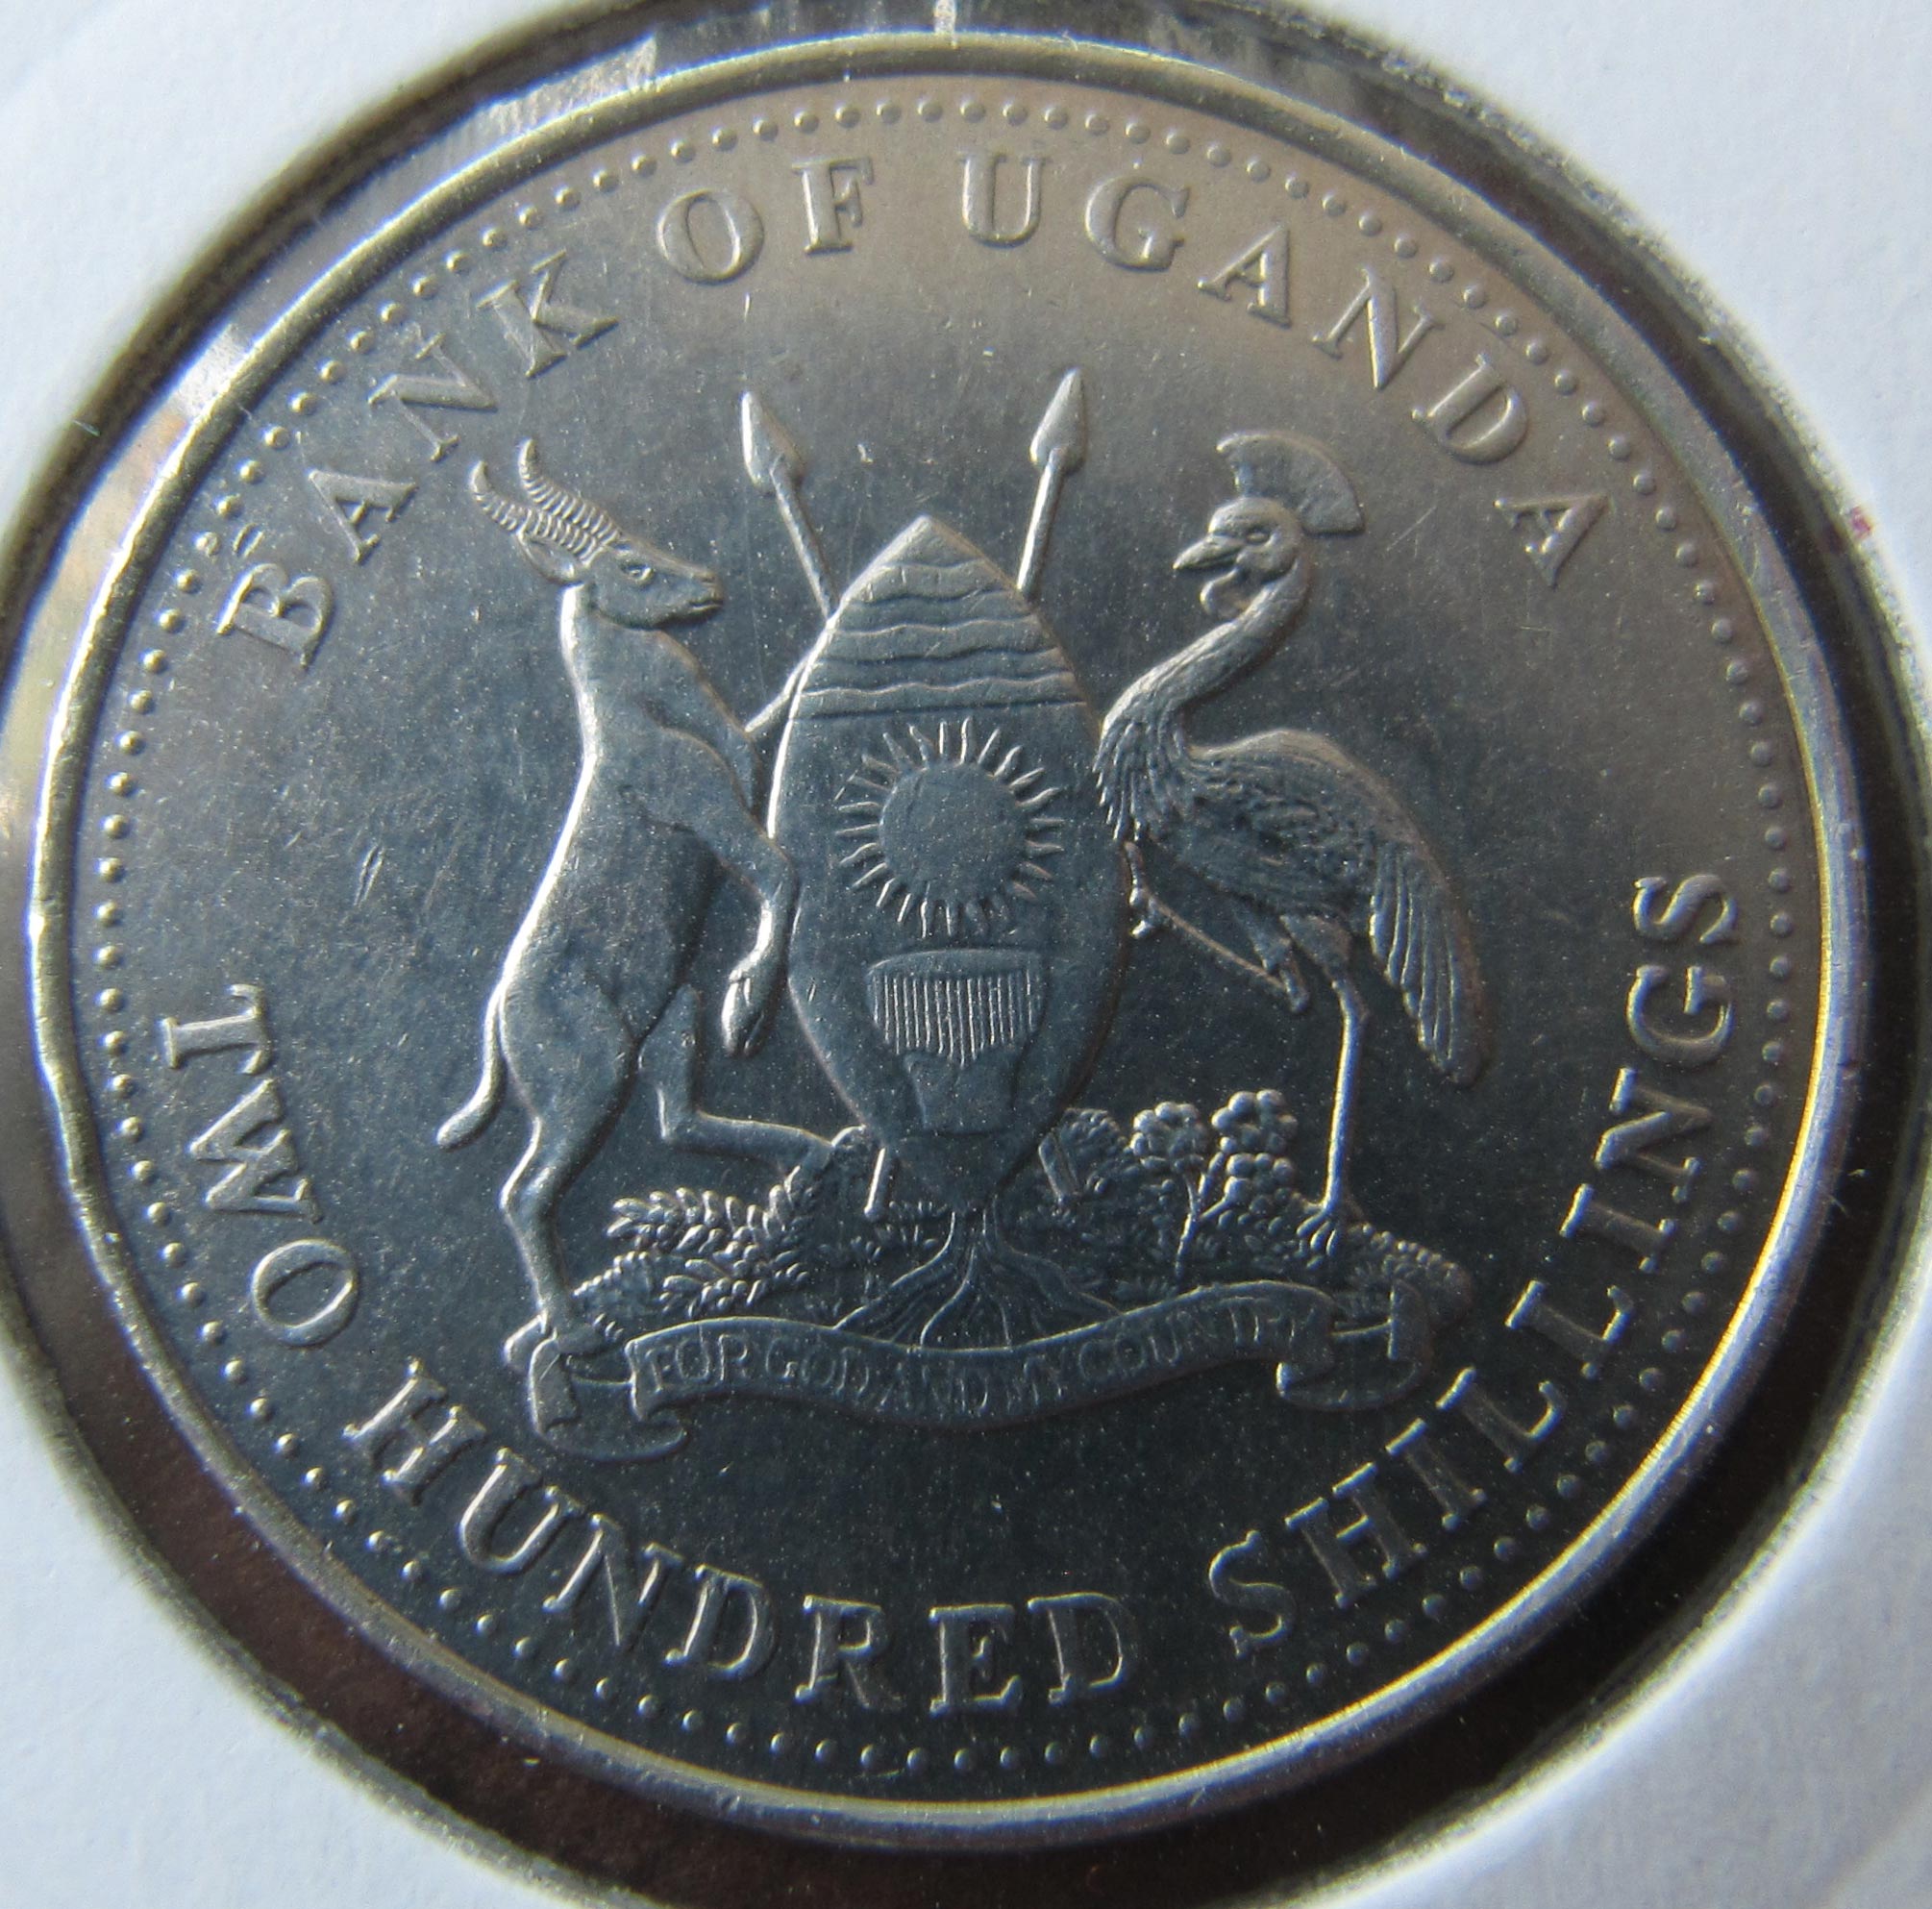 BANK OF UGANDA
FOR GOD AND MY COUNTRY
TWO HUNDRED SHILLINGS